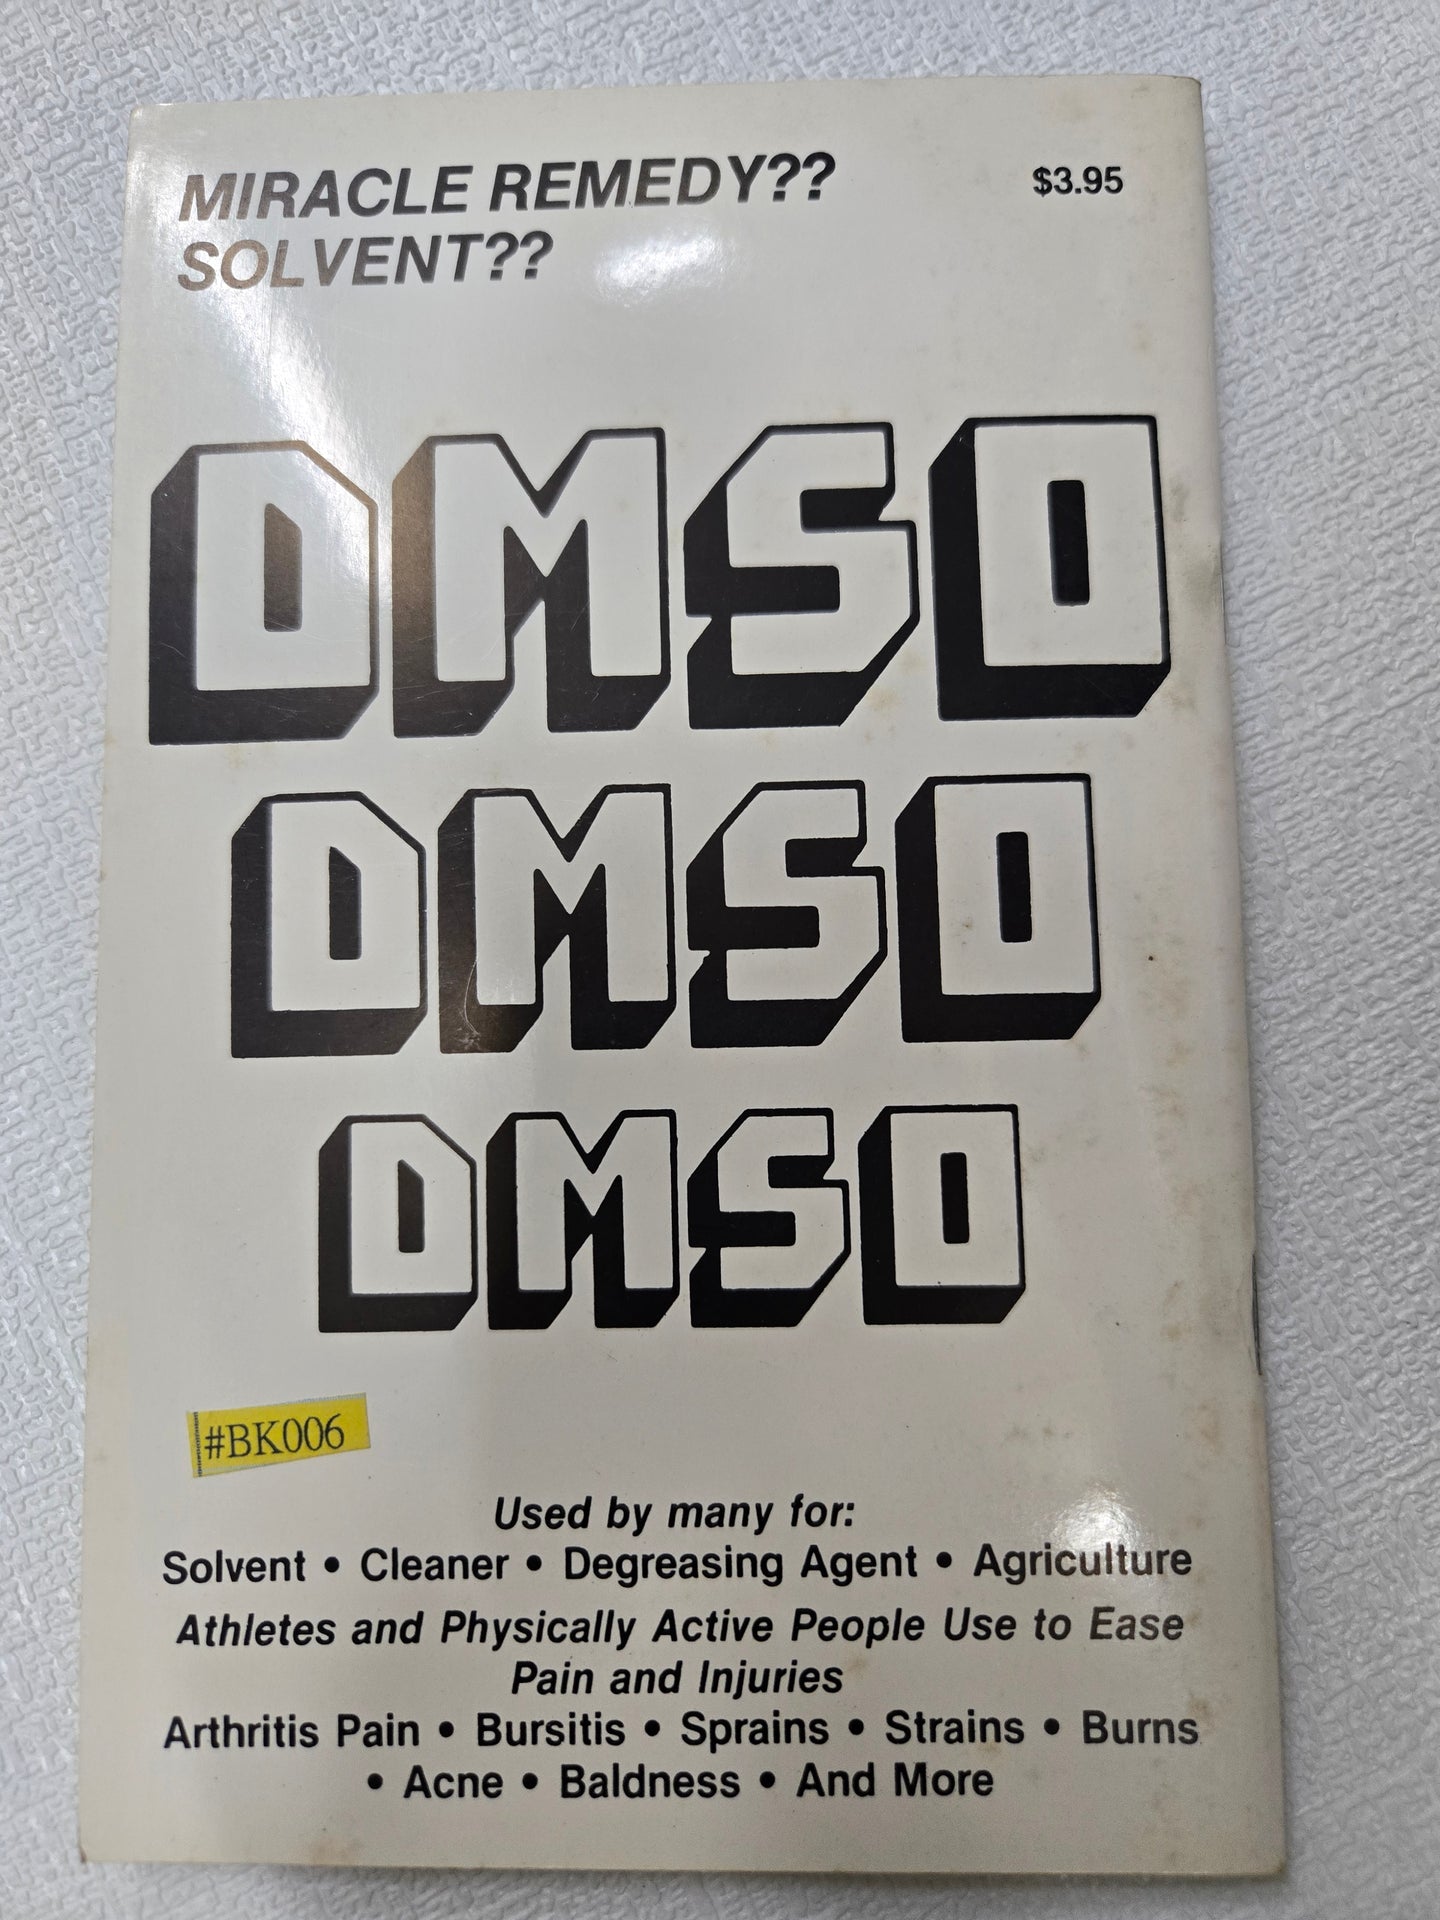 MIRACLE REMEDY??
$3.95
SOLVENT??
DMSO
DMSO
DMSO
#BK006
Used by many for:
Solvent • Cleaner • Degreasing Agent • Agriculture
Athletes and Physically Active People Use to Ease
Pain and Injuries
Arthritis Pain • Bursitis • Sprains • Strains • Burns
• Acne • Baldness • And More